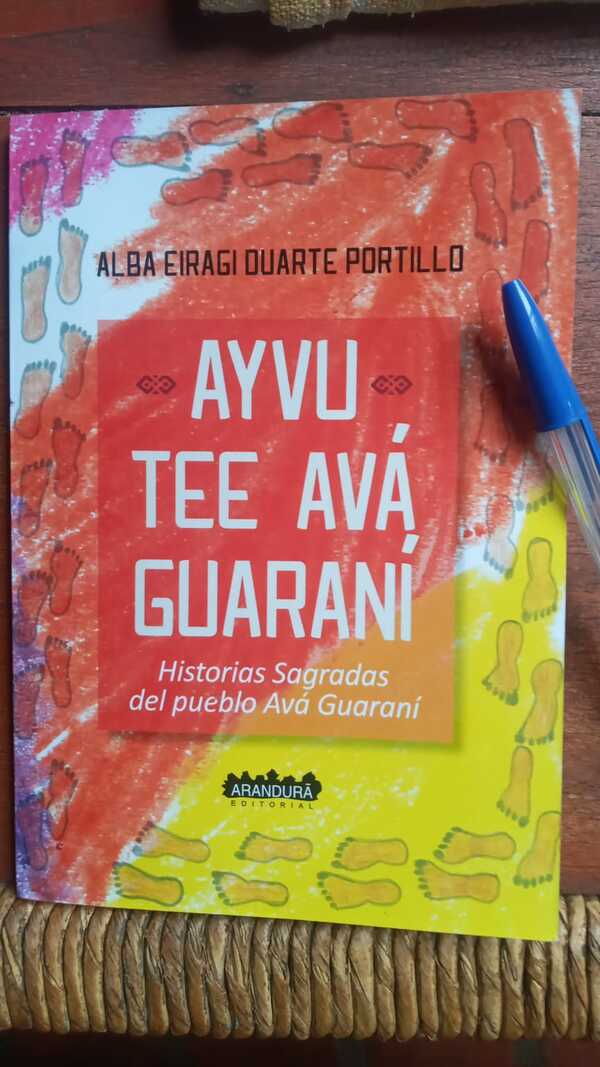 ALBA EIRAGI DUARTE PORTILLO
AYVU
TEE AVÁ
GUARANÍ
Historias Sagradas
del pueblo Avá Guaraní
ARANDURÃ
EDITORIAL